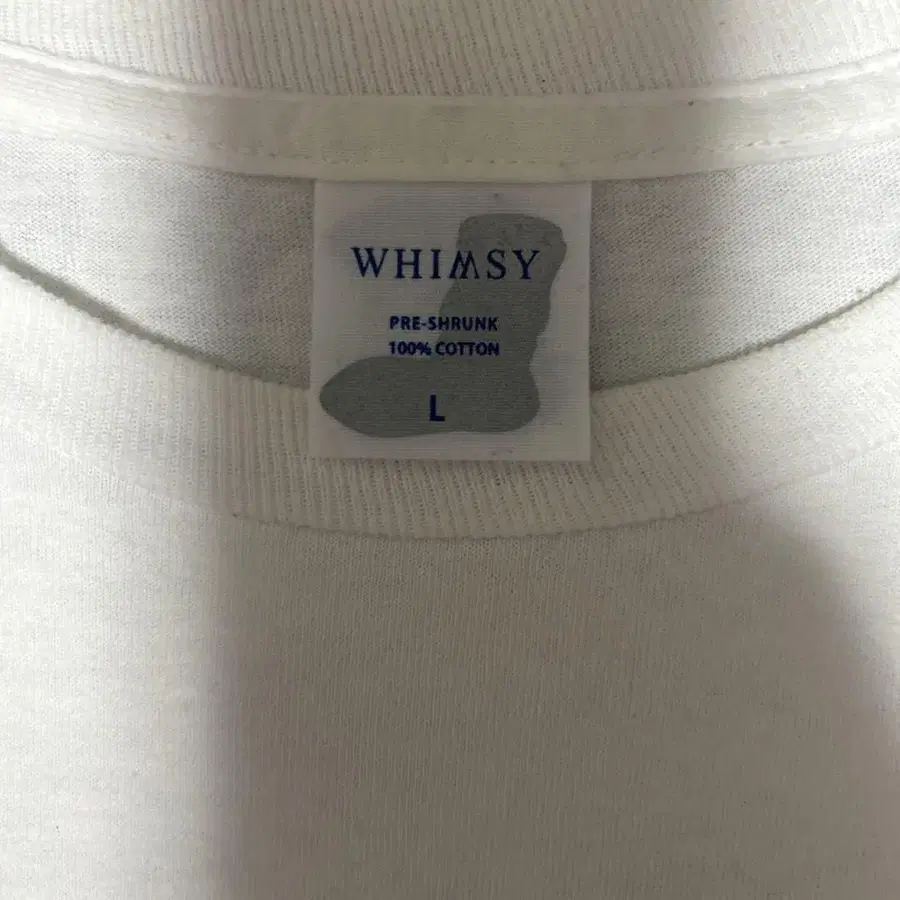 WHIMSY
PRE-SHRUNK
100% COTTON
L